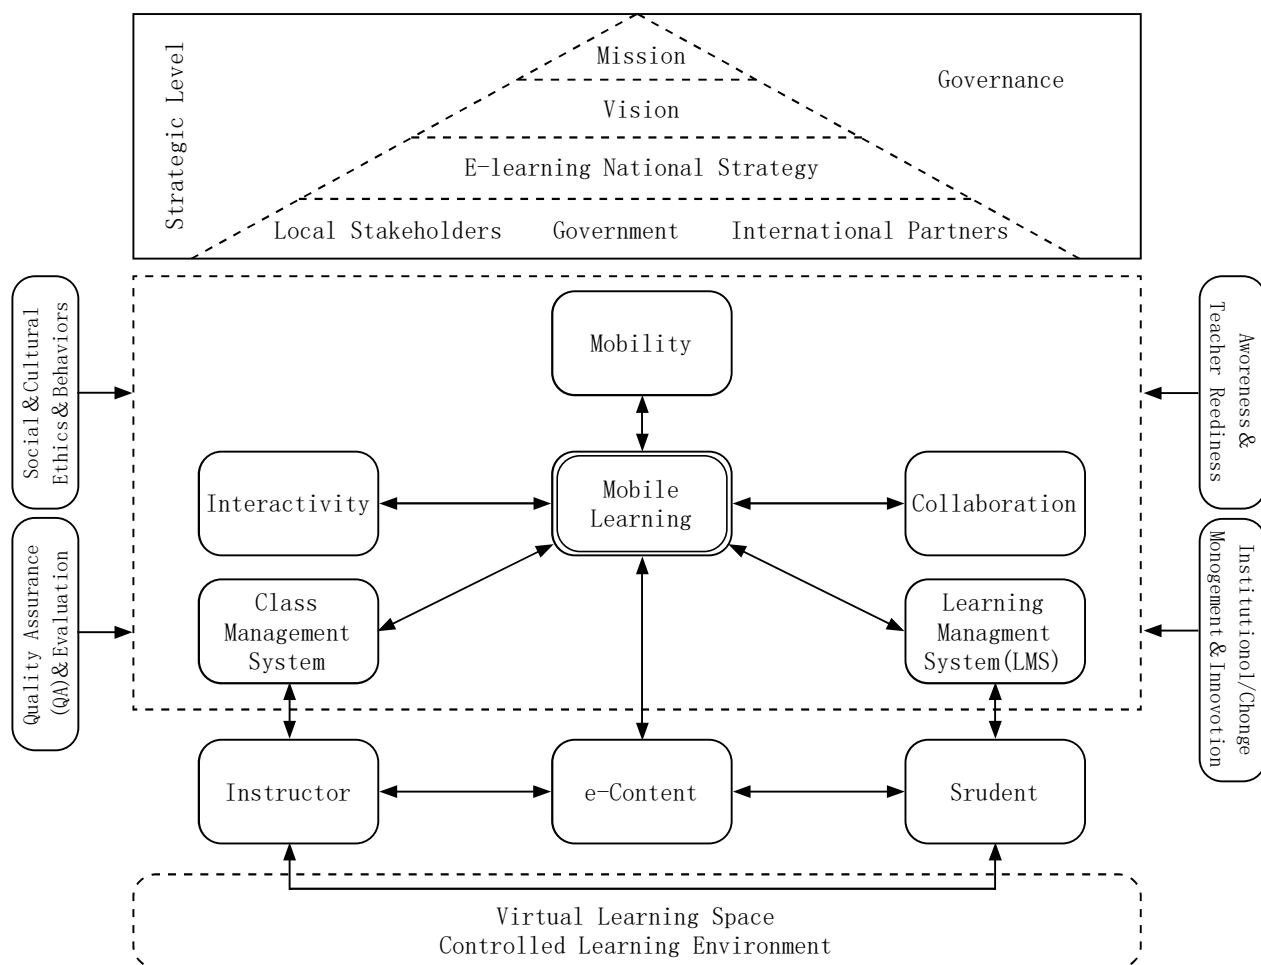 Strategic Level
Mission
Governance
Vision
E-learning National Strategy
Local Stakeholders Government International Partners
Social&Cultural
Ethics&Behaviors
Mobility
Aworeness&
Teacher Reediness
Interactivity
Mobile
Learning
Collaboration
Quality Assurance
(QA)&Evaluation
Class
Management
System
Learning
Managment
System(LMS)
Institutionol/Chonge
Monogement&Innovotion
Instructor
e-Content
Srudent
Virtual Learning Space
Controlled Learning Environment